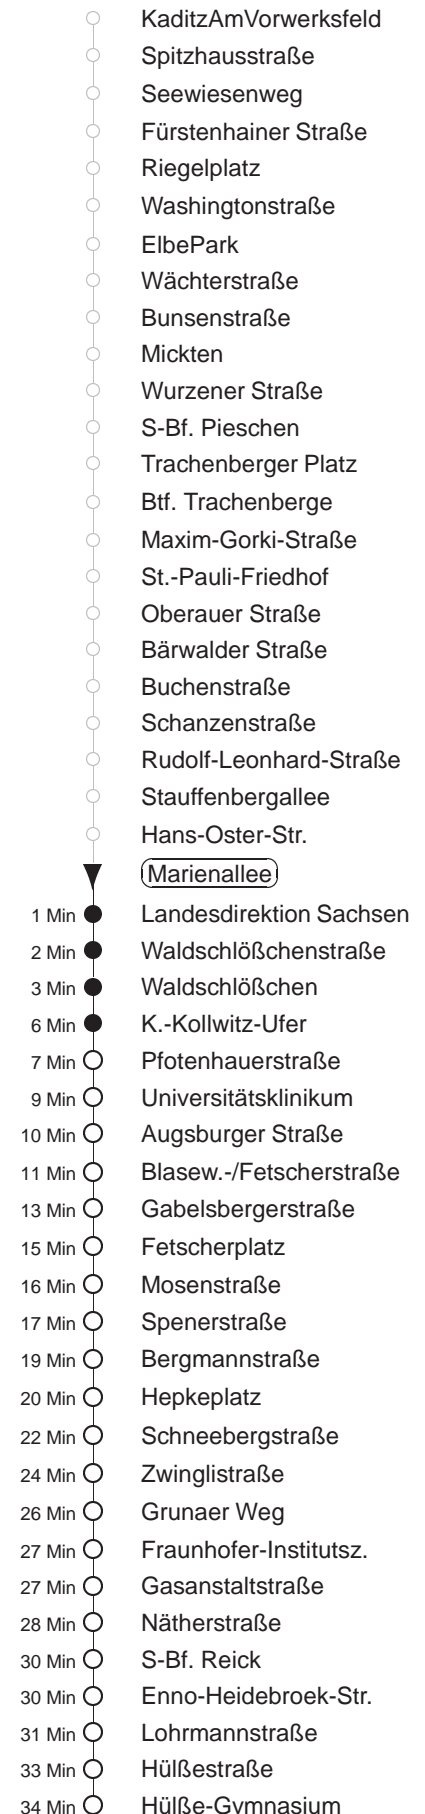 KaditzAmVorwerksfeld
Spitzhausstraße
Seewiesenweg
Fürstenhainer Straße
Riegelplatz
Washingtonstraße
ElbePark
Wächterstraße
Bunsenstraße
Mickten
Wurzener Straße
S-Bf. Pieschen
Trachenberger Platz
Btf. Trachenberge
Maxim-Gorki-Straße
St.-Pauli-Friedhof
Oberauer Straße
Bärwalder Straße
Buchenstraße
Schanzenstraße
Rudolf-Leonhard-Straße
Stauffenbergallee
Hans-Oster-Str.
Marienallee
1 Min Landesdirektion Sachsen
2 Min Waldschlößchenstraße
3 Min Waldschlößchen
6 Min K.-Kollwitz-Ufer
7 Min Pfotenhauerstraße
9 Min Universitätsklinikum
10 Min Augsburger Straße
11 Min Blasew.-/Fetscherstraße
13 Min Gabelsbergerstraße
15 Min Fetscherplatz
16 Min Mosenstraße
17 Min Spenerstraße
19 Min Bergmannstraße
20 Min Hepkeplatz
22 Min Schneebergstraße
24 Min Zwinglistraße
26 Min Grunaer Weg
27 Min Fraunhofer-Institutsz.
27 Min Gasanstaltstraße
28 Min Nätherstraße
30 Min S-Bf. Reick
30 Min Enno-Heidebroek-Str.
31 Min Lohrmannstraße
33 Min Hülßestraße
34 Min Hülße-Gymnasium